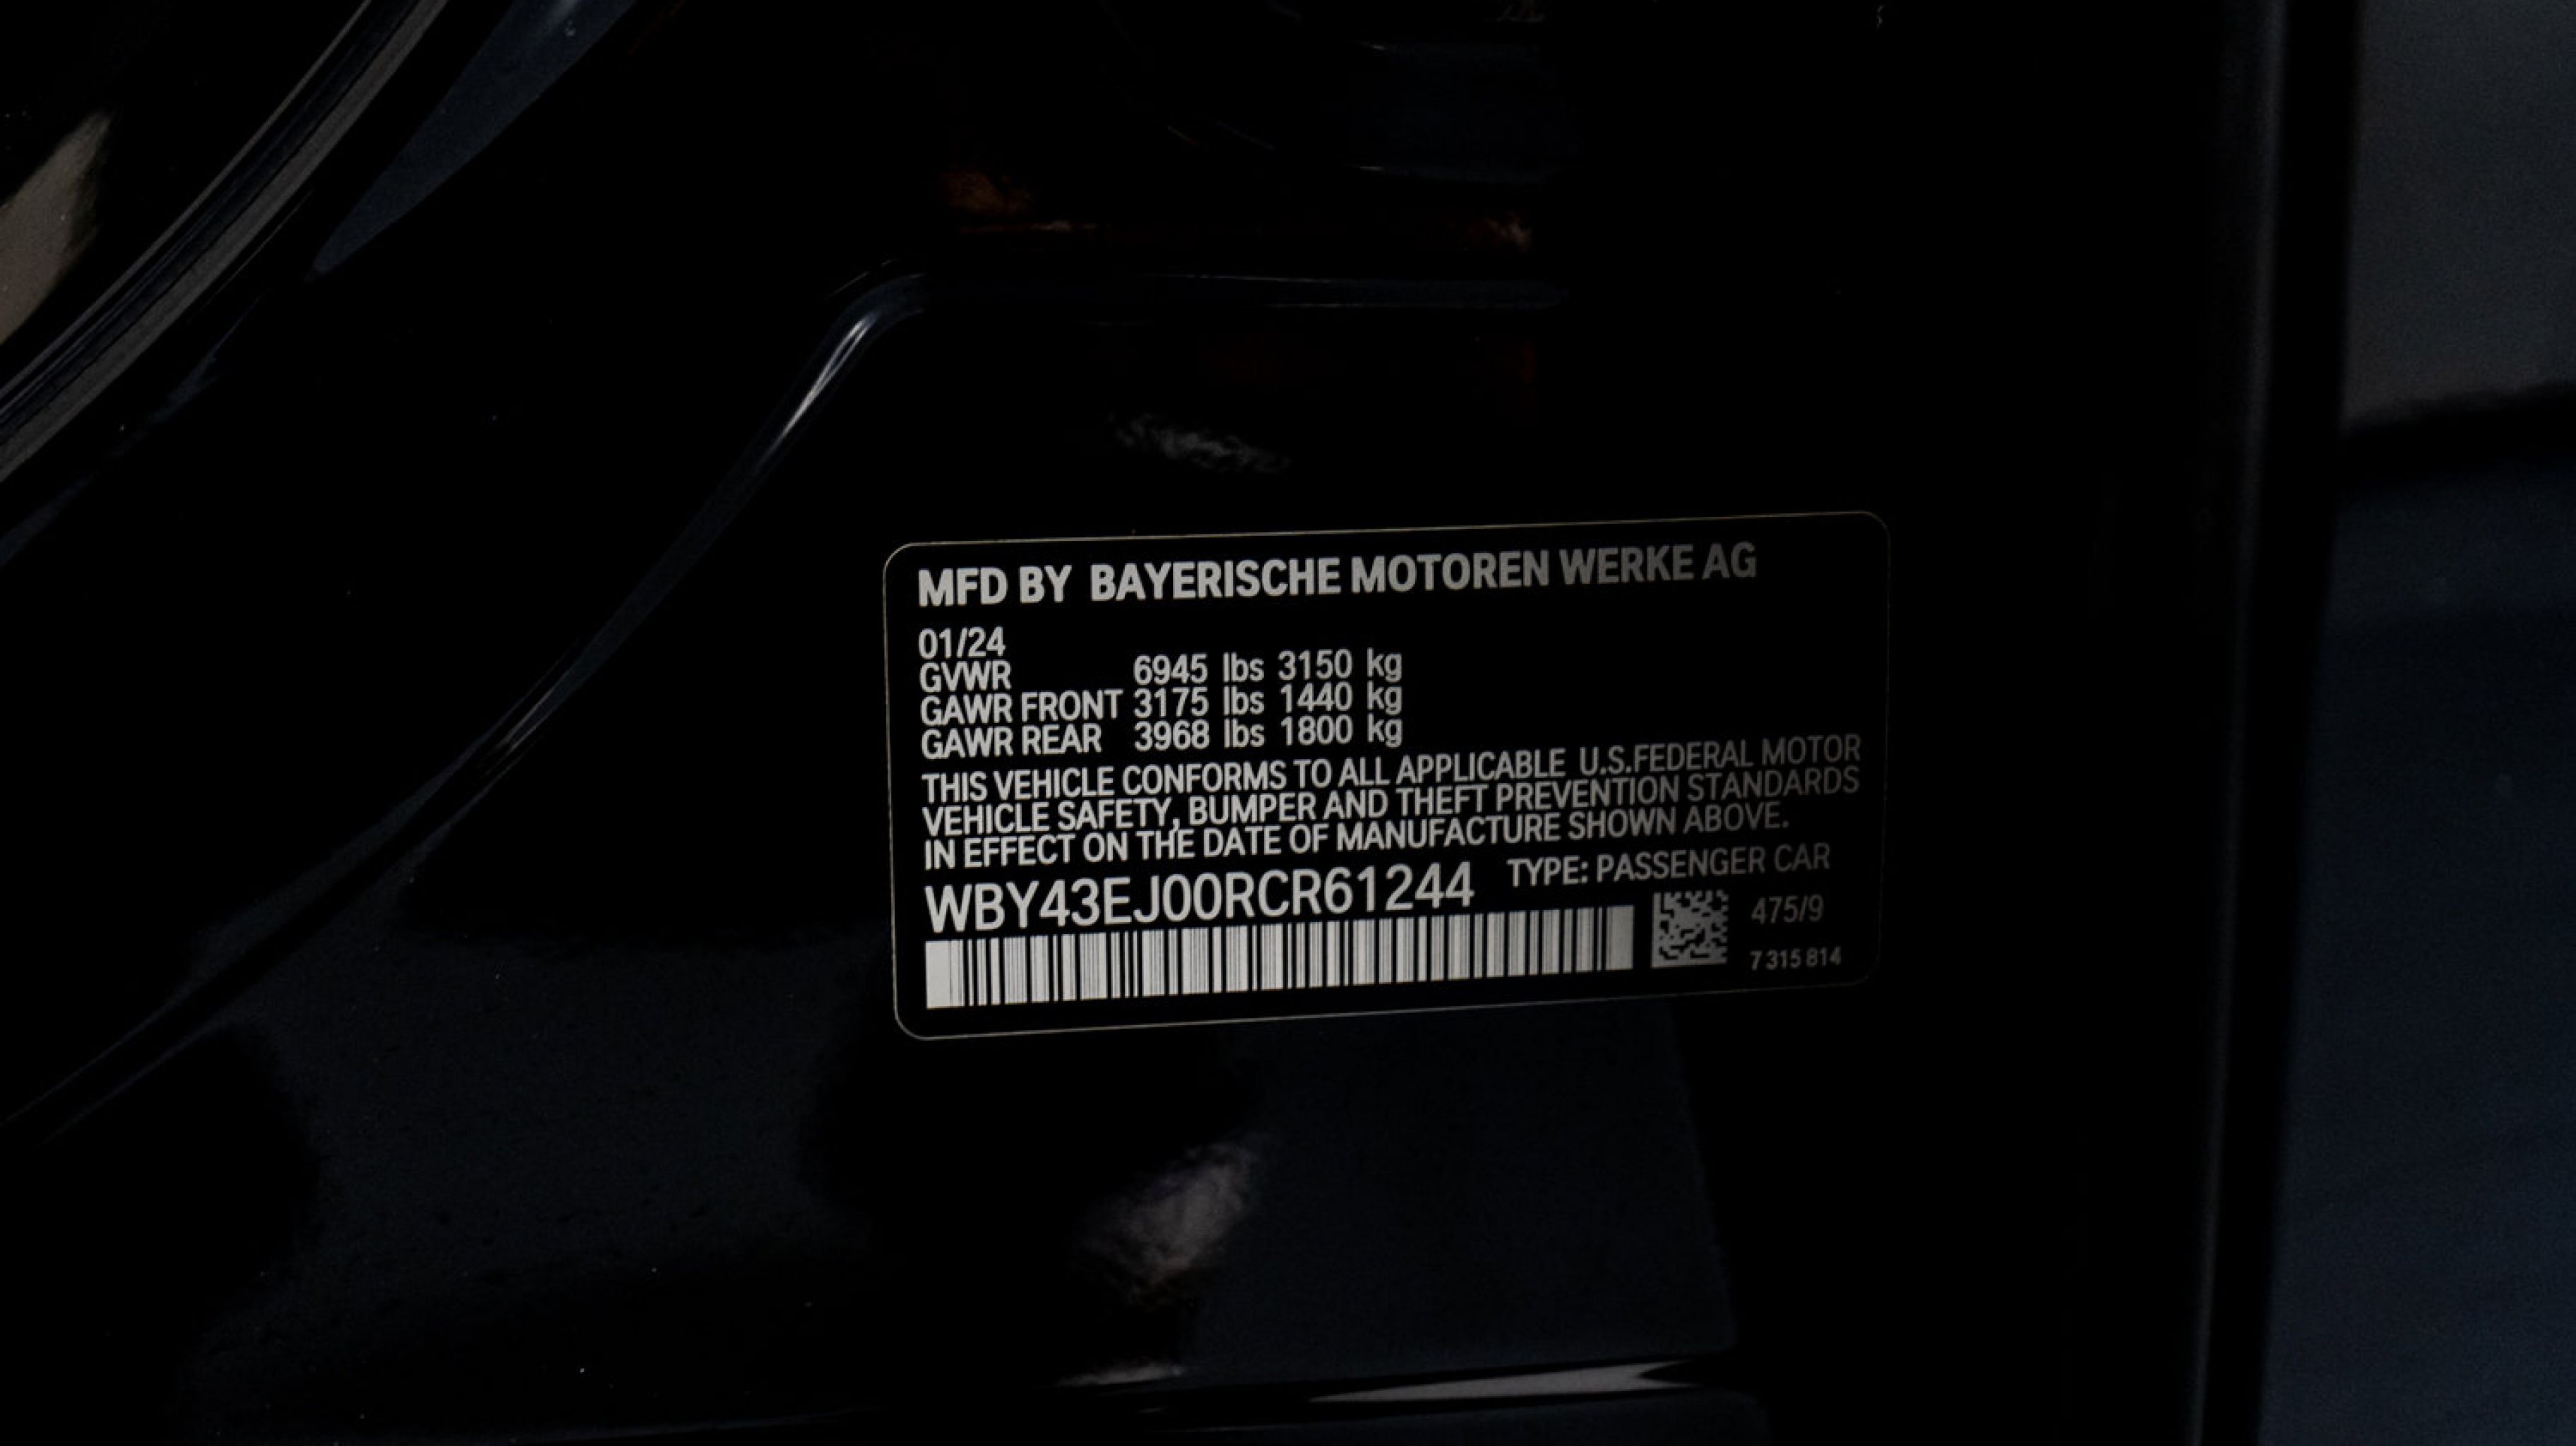 MFD BY BAYERISCHE MOTOREN WERKE AG
01/24
GVWR 6945 lbs 3150 kg
GAWR FRONT 3175 lbs 1440 kg
GAWR REAR 3968 lbs 1800 kg
THIS VEHICLE CONFORMS TO ALL APPLICABLE U.S.FEDERAL MOTOR
VEHICLE SAFETY, BUMPER AND THEFT PREVENTION STANDARDS
IN EFFECT ON THE DATE OF MANUFACTURE SHOWN ABOVE.
WBY43EJ00RCR61244 TYPE: PASSENGER CAR
475/9
7 315 814